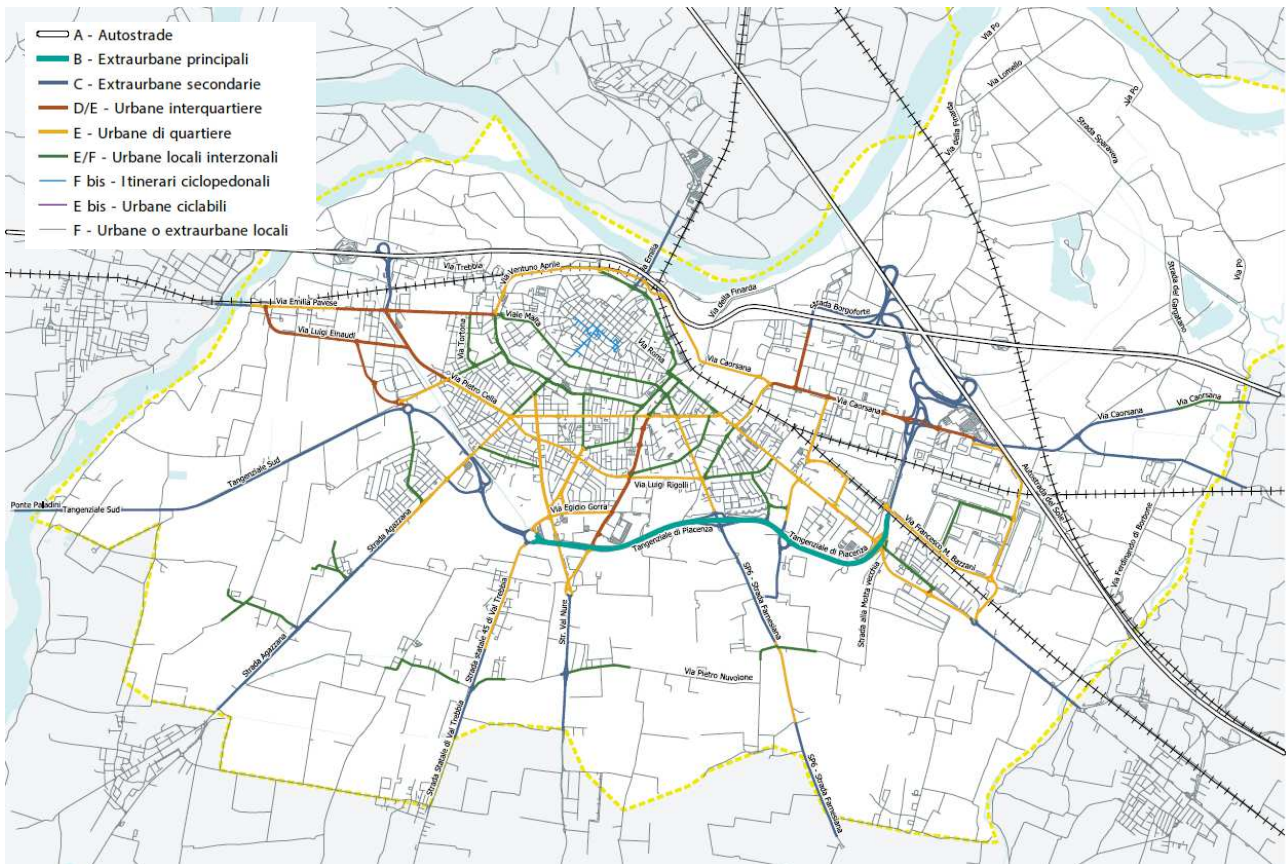 A - Autostrade
B - Extraurbane principali
C - Extraurbane secondarie
D/E - Urbane interquartiere
E - Urbane di quartiere
E/F - Urbane locali interzonali
F bis - Itinerari ciclopedonali
E bis - Urbane ciclabili
F - Urbane o extraurbane locali
Via Po
Via Lomello
Via Po
Via della Finarda
Strada Sparavera
Via Emilia
Via Trebbia
Via Ventuno Aprile
Via Po
Strada del Gargatano
Via della Finarda
Strada Borgoforte
Via Emilia Pavese
Viale Malta
Via Luigi Einaudi
Via Tortona
Via Roma
Via Caorsana
Via Pietro Cella
Via Caorsana
Via Caorsana
Via Caorsana
Tangenziale Sud
Via Luigi Rigolli
Autostrada del Sole
Ponte Paladini
Tangenziale Sud
Via Egidio Gorra
Strada Agazzana
Tangenziale di Piacenza
Tangenziale di Piacenza
Via Francesco M. Bazzani
Via Ferdinando di Borbone
Strada statale 45 di Val Trebbia
Str. Val Nure
SP6 - Strada Farnesiana
Strada alla Motta vecchia
Strada Agazzana
Via Pietro Nuvolone
Strada Statale di Val Trebbia
SP6 - Strada Farnesiana